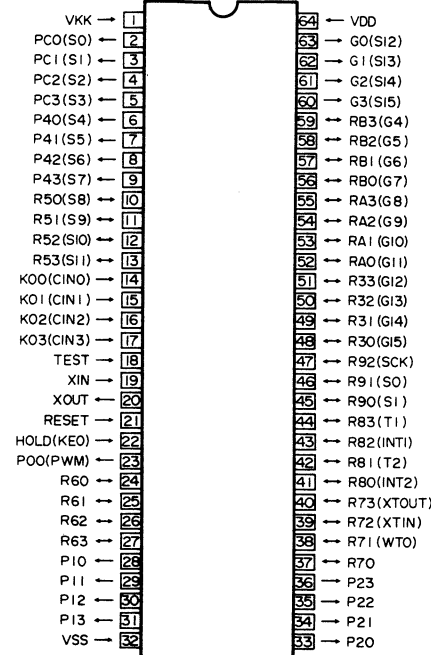 VKK 1 64 VDD
PC0(S0) 2 63 G0(S12)
PC1(S1) 3 62 G1(S13)
PC2(S2) 4 61 G2(S14)
PC3(S3) 5 60 G3(S15)
P40(S4) 6 59 RB3(G4)
P41(S5) 7 58 RB2(G5)
P42(S6) 8 57 RB1(G6)
P43(S7) 9 56 RB0(G7)
R50(S8) 10 55 RA3(G8)
R51(S9) 11 54 RA2(G9)
R52(S10) 12 53 RA1(G10)
R53(S11) 13 52 RA0(G11)
K00(CIN0) 14 51 R33(G12)
K01(CIN1) 15 50 R32(G13)
K02(CIN2) 16 49 R31(G14)
K03(CIN3) 17 48 R30(G15)
TEST 18 47 R92(SCK)
XIN 19 46 R91(SO)
XOUT 20 45 R90(SI)
RESET 21 44 R83(T1)
HOLD(KE0) 22 43 R82(INT1)
P00(PWM) 23 42 R81(T2)
R60 24 41 R80(INT2)
R61 25 40 R73(XTOUT)
R62 26 39 R72(XTIN)
R63 27 38 R71(WTO)
P10 28 37 R70
P11 29 36 P23
P12 30 35 P22
P13 31 34 P21
VSS 32 33 P20